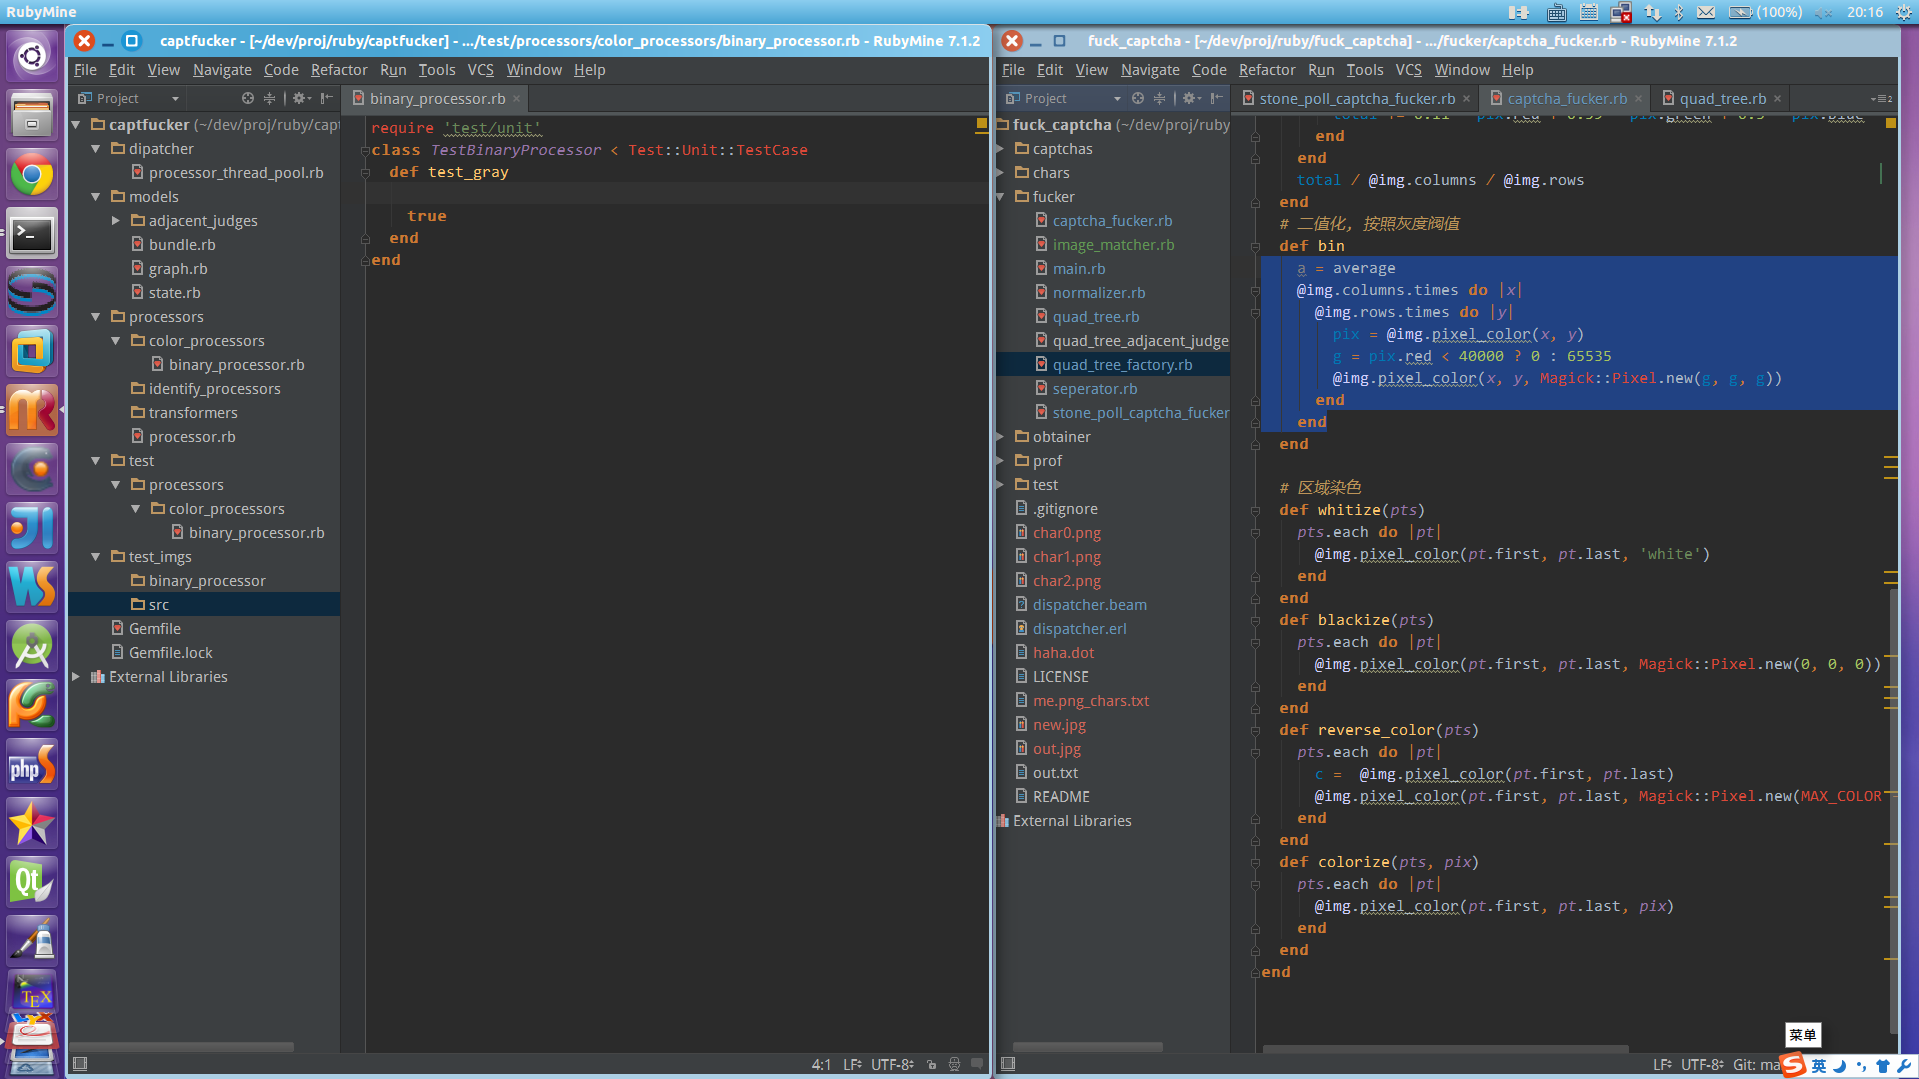 RubyMine
(100%)
20:16
captfucker - [~/dev/proj/ruby/captfucker] - .../test/processors/color_processors/binary_processor.rb - RubyMine 7.1.2
File Edit View Navigate Code Refactor Run Tools VCS Window Help
Project
binary_processor.rb
captfucker (~/dev/proj/ruby/capt
dipatcher
processor_thread_pool.rb
models
adjacent_judges
bundle.rb
graph.rb
state.rb
processors
color_processors
binary_processor.rb
identify_processors
transformers
processor.rb
test
processors
color_processors
binary_processor.rb
test_imgs
binary_processor
src
Gemfile
Gemfile.lock
External Libraries
require 'test/unit'
class TestBinaryProcessor < Test::Unit::TestCase
def test_gray
true
end
end
4:1 LF UTF-8
fuck_captcha - [~/dev/proj/ruby/fuck_captcha] - .../fucker/captcha_fucker.rb - RubyMine 7.1.2
File Edit View Navigate Code Refactor Run Tools VCS Window Help
Project
stone_poll_captcha_fucker.rb
captcha_fucker.rb
quad_tree.rb
fuck_captcha (~/dev/proj/ruby
captchas
chars
fucker
captcha_fucker.rb
image_matcher.rb
main.rb
normalizer.rb
quad_tree.rb
quad_tree_adjacent_judge
quad_tree_factory.rb
seperator.rb
stone_poll_captcha_fucker
obtainer
prof
test
.gitignore
char0.png
char1.png
char2.png
dispatcher.beam
dispatcher.erl
haha.dot
LICENSE
me.png_chars.txt
new.jpg
out.jpg
out.txt
README
External Libraries
end
end
total / @img.columns / @img.rows
end
# 二值化, 按照灰度阀值
def bin
a = average
@img.columns.times do |x|
@img.rows.times do |y|
pix = @img.pixel_color(x, y)
g = pix.red < 40000 ? 0 : 65535
@img.pixel_color(x, y, Magick::Pixel.new(g, g, g))
end
end
end
# 区域染色
def whitize(pts)
pts.each do |pt|
@img.pixel_color(pt.first, pt.last, 'white')
end
end
def blackize(pts)
pts.each do |pt|
@img.pixel_color(pt.first, pt.last, Magick::Pixel.new(0, 0, 0))
end
end
def reverse_color(pts)
pts.each do |pt|
c = @img.pixel_color(pt.first, pt.last)
@img.pixel_color(pt.first, pt.last, Magick::Pixel.new(MAX_COLOR
end
end
def colorize(pts, pix)
pts.each do |pt|
@img.pixel_color(pt.first, pt.last, pix)
end
end
end
菜单
LF UTF-8 Git: ma
英